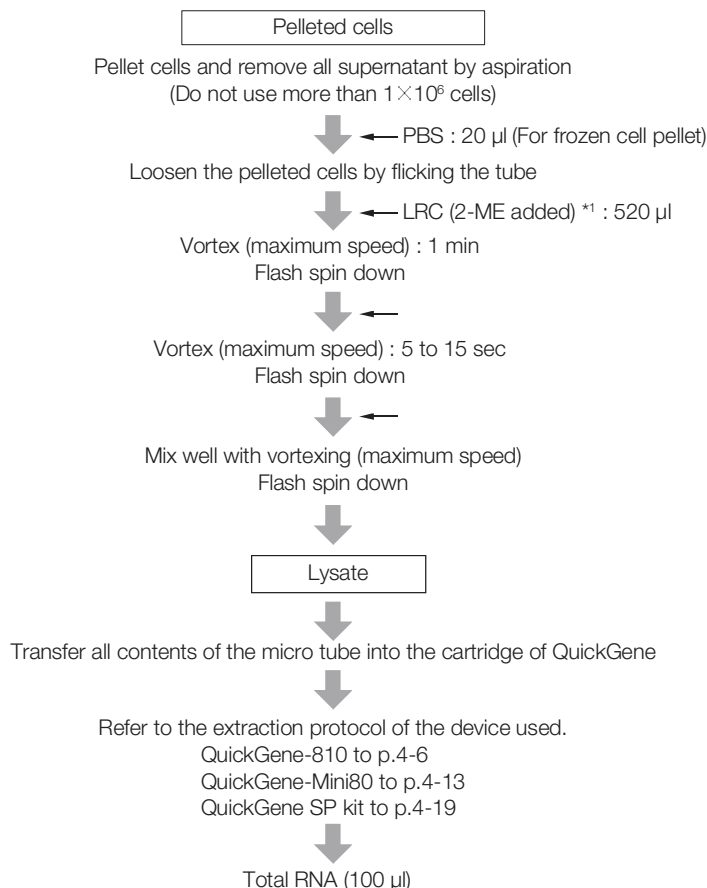 Pelleted cells
Pellet cells and remove all supernatant by aspiration
(Do not use more than 1×10⁶ cells)
PBS : 20 µl (For frozen cell pellet)
Loosen the pelleted cells by flicking the tube
LRC (2-ME added) *¹ : 520 µl
Vortex (maximum speed) : 1 min
Flash spin down
Vortex (maximum speed) : 5 to 15 sec
Flash spin down
Mix well with vortexing (maximum speed)
Flash spin down
Lysate
Transfer all contents of the micro tube into the cartridge of QuickGene
Refer to the extraction protocol of the device used.
QuickGene-810 to p.4-6
QuickGene-Mini80 to p.4-13
QuickGene SP kit to p.4-19
Total RNA (100 µl)